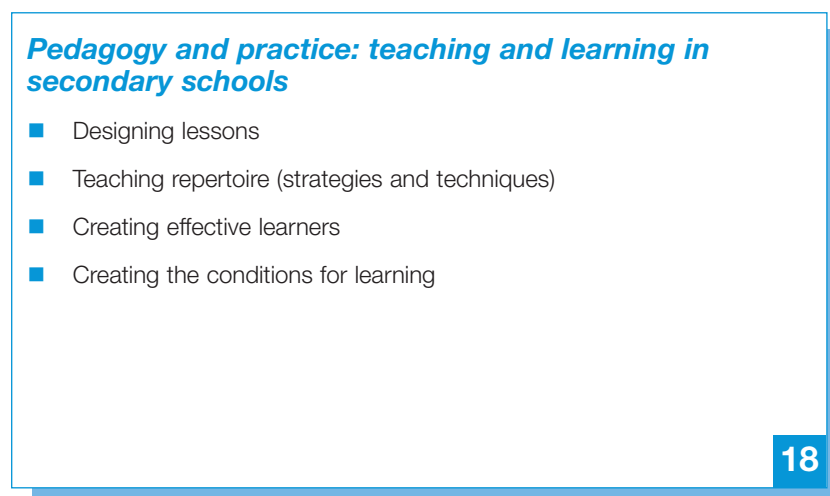 Pedagogy and practice: teaching and learning in
secondary schools
■ Designing lessons
■ Teaching repertoire (strategies and techniques)
■ Creating effective learners
■ Creating the conditions for learning
18